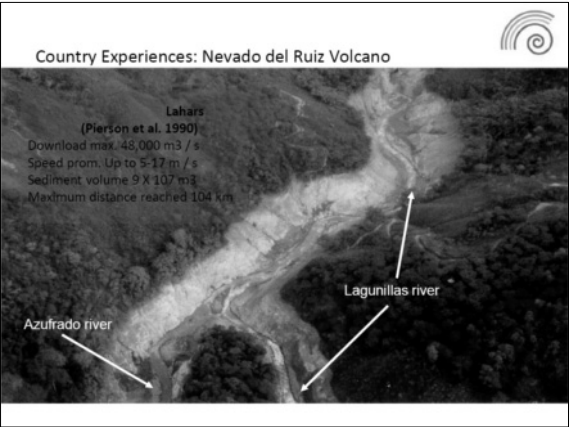 Country Experiences: Nevado del Ruiz Volcano
Lahars
(Pierson et al. 1990)
Download max. 48,000 m3 / s
Speed prom. Up to 5-17 m / s
Sediment volume 9 X 107 m3
Maximum distance reached 104 km
Lagunillas river
Azufrado river